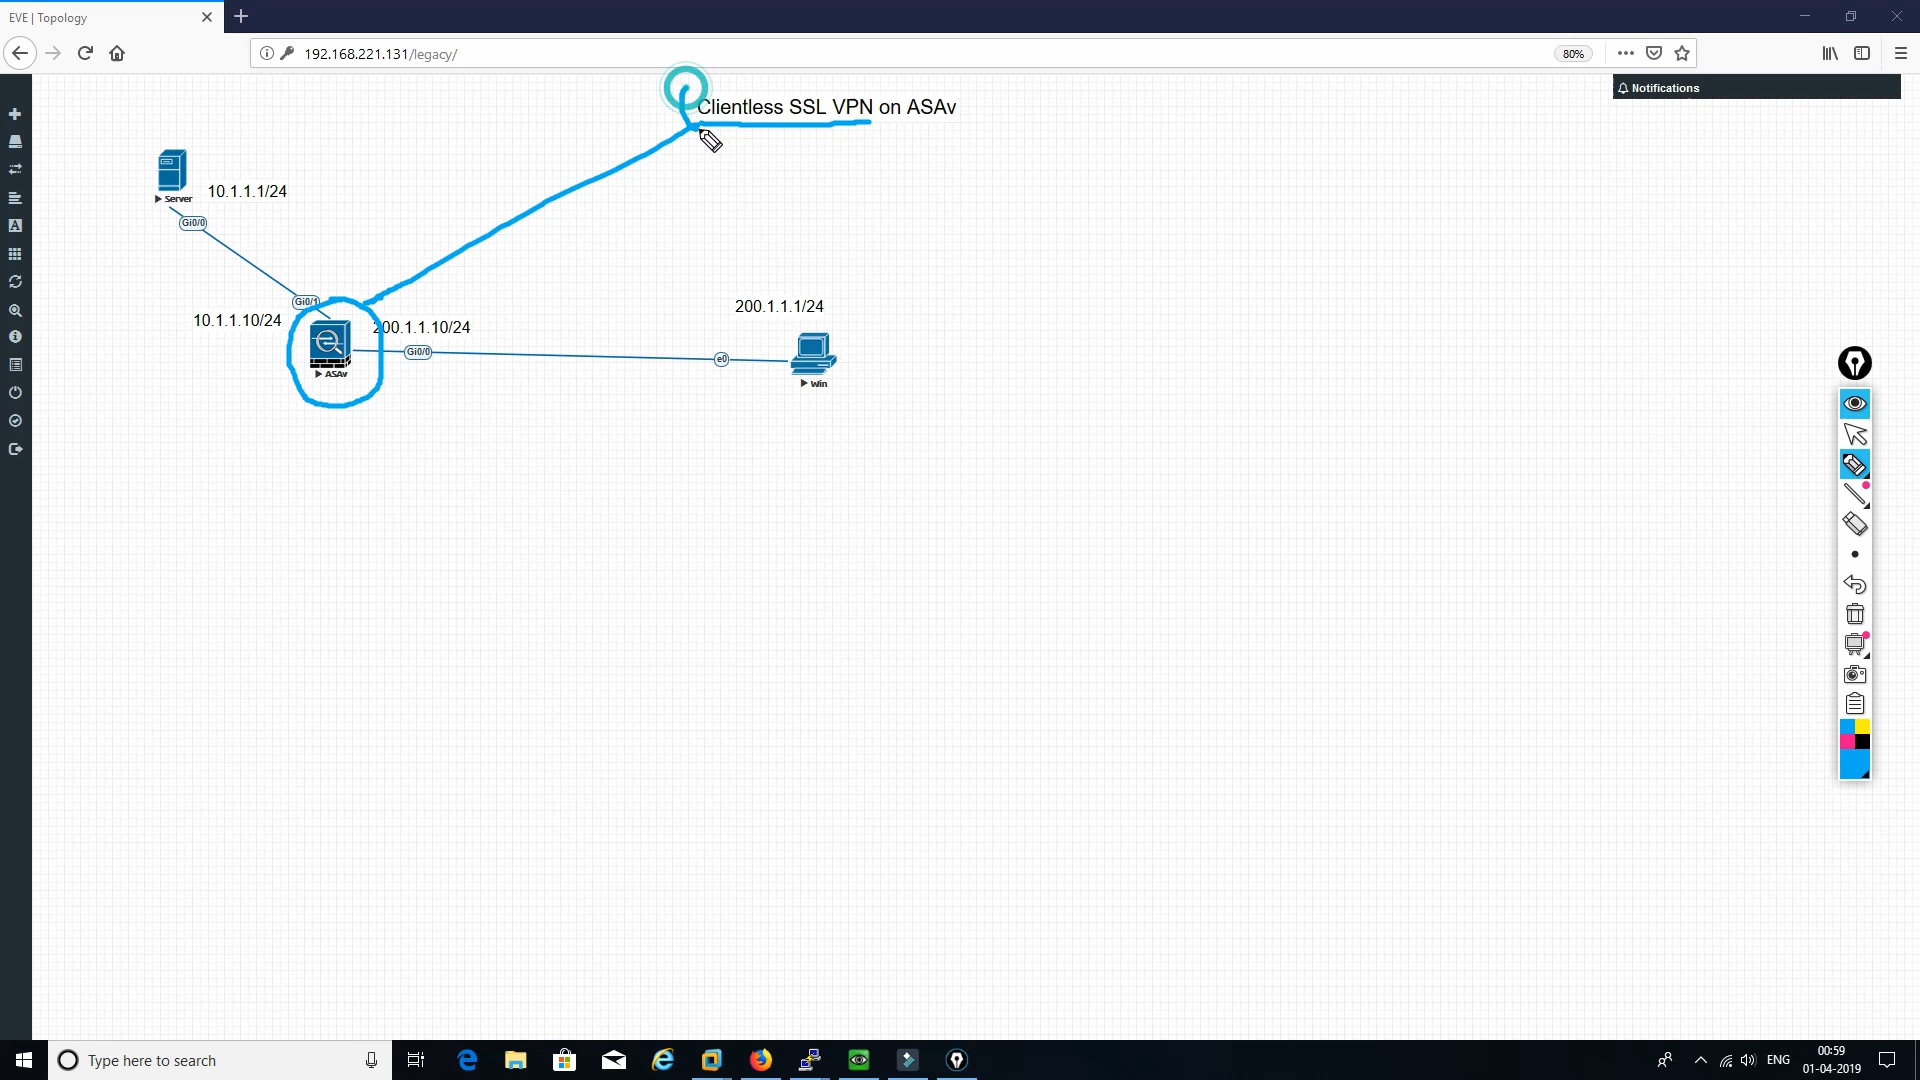 EVE | Topology
192.168.221.131/legacy/
80%
Notifications
Clientless SSL VPN on ASAv
Server
10.1.1.1/24
Gi0/0
Gi0/1
10.1.1.10/24
200.1.1.10/24
Gi0/0
ASAv
200.1.1.1/24
e0
Win
Type here to search
ENG
00:59
01-04-2019